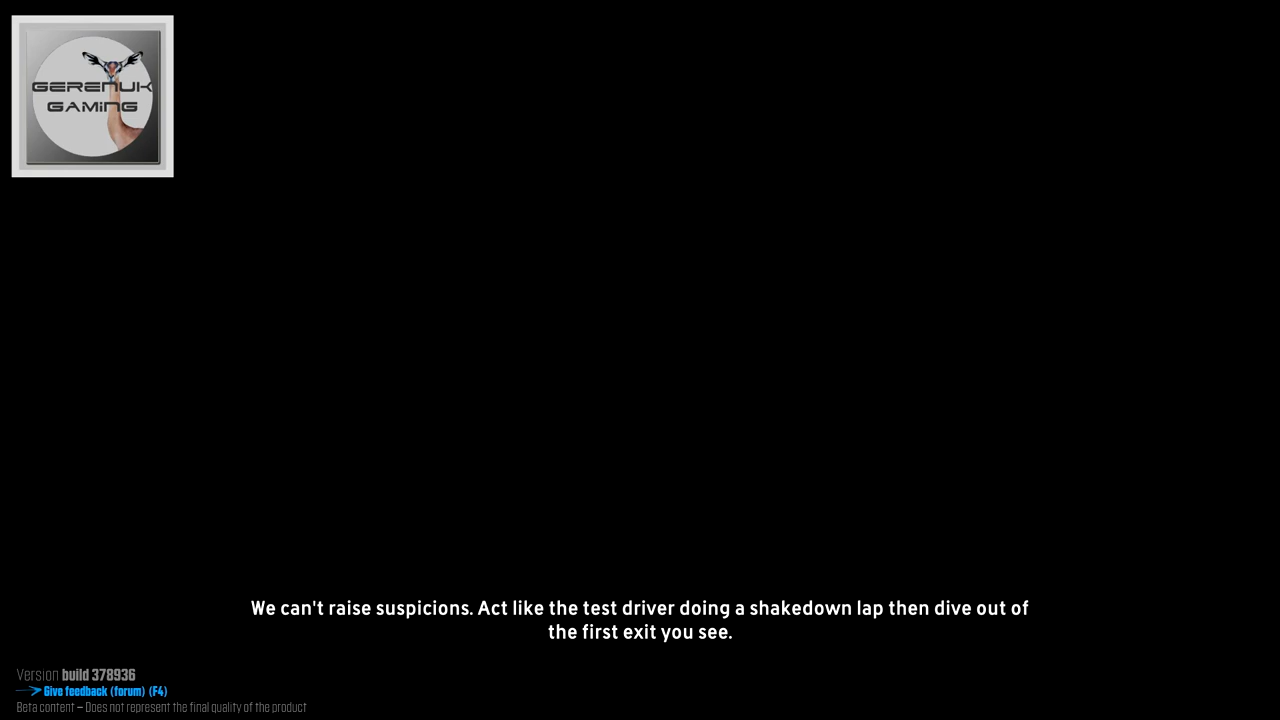 GERENUK
GAMiNG
We can't raise suspicions. Act like the test driver doing a shakedown lap then dive out of
the first exit you see.
Version build 378936
Give feedback (forum) (F4)
Beta content – Does not represent the final quality of the product